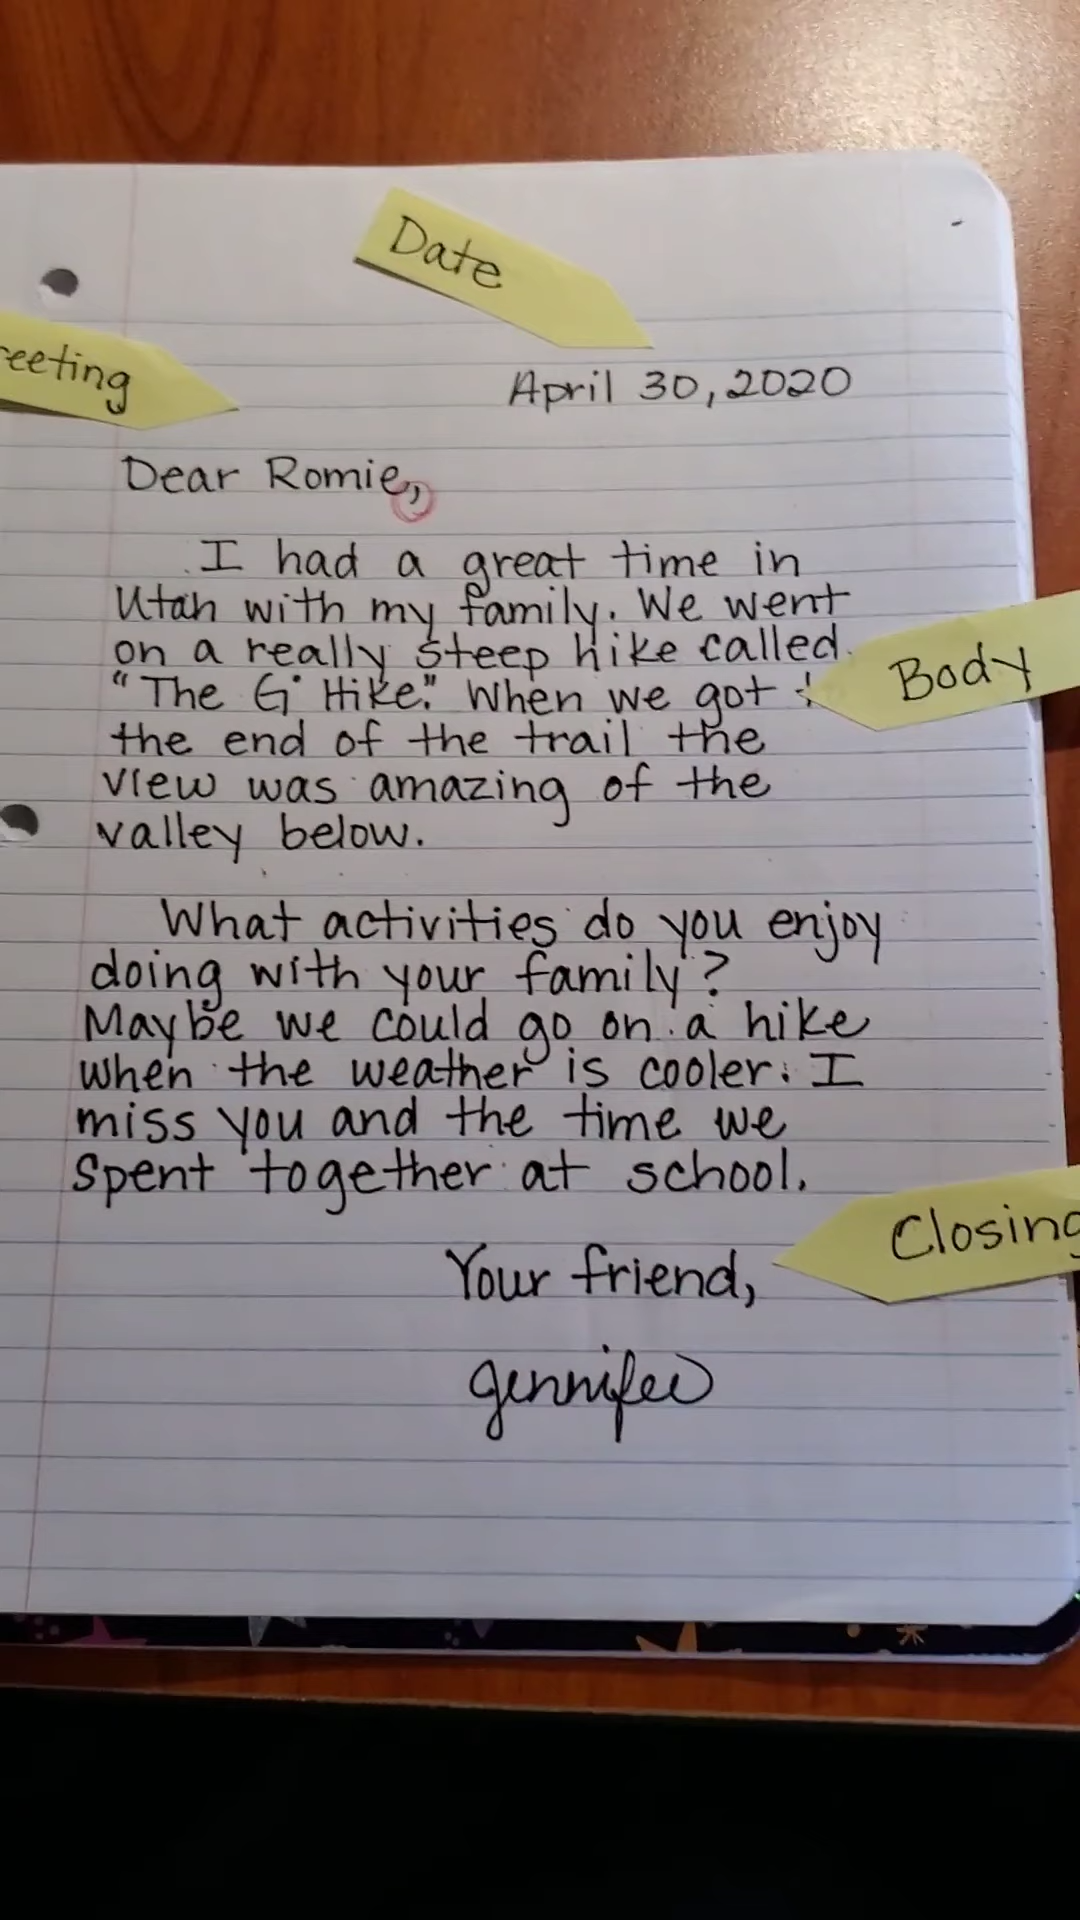 Date
reeting
April 30, 2020
Dear Romie,
I had a great time in
Utah with my family. We went
on a really steep hike called
"The G Hike." When we got
the end of the trail the
view was amazing of the
valley below.
Body
What activities do you enjoy
doing with your family?
Maybe we could go on a hike
when the weather is cooler. I
miss you and the time we
spent together at school.
Closing
Your friend,
Jennifer